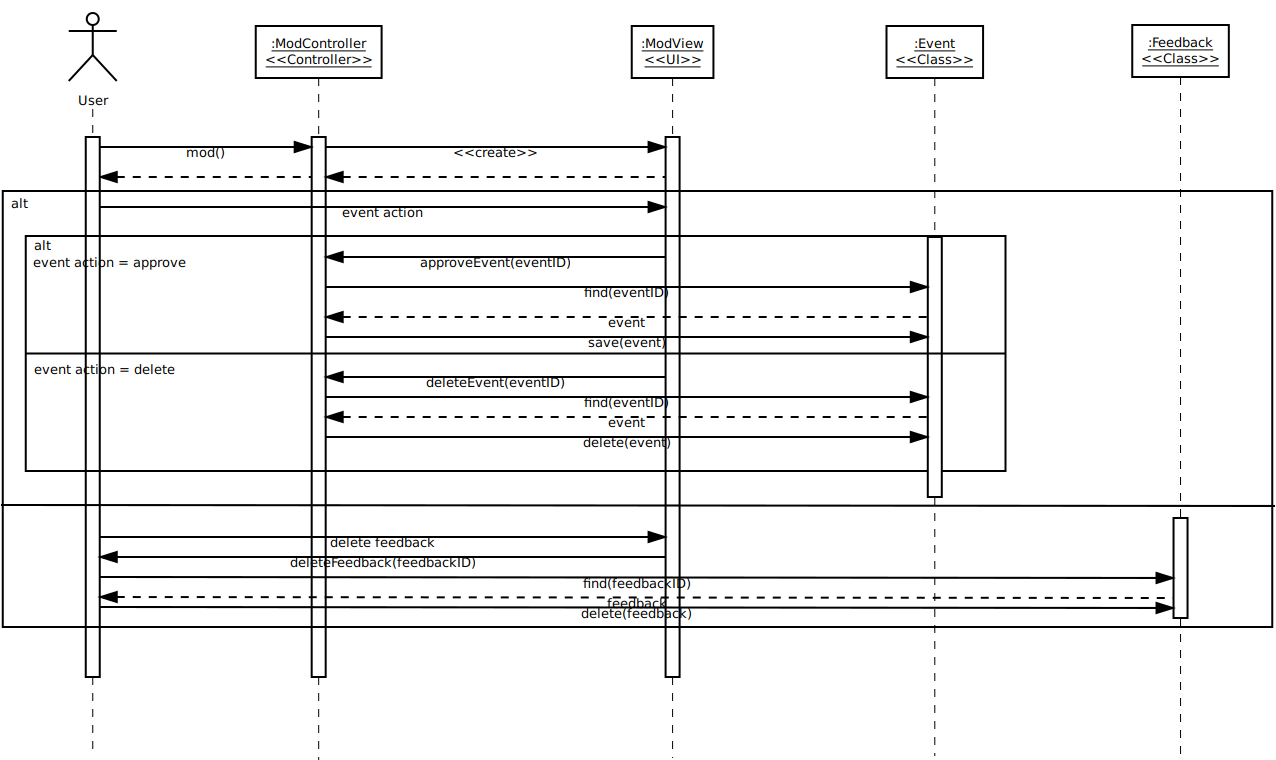 :ModController
<<Controller>>
:ModView
<<UI>>
:Event
<<Class>>
:Feedback
<<Class>>
User
mod()
<<create>>
alt
event action
alt
event action = approve
approveEvent(eventID)
find(eventID)
event
save(event)
event action = delete
deleteEvent(eventID)
find(eventID)
event
delete(event)
delete feedback
deleteFeedback(feedbackID)
find(feedbackID)
feedback
delete(feedback)